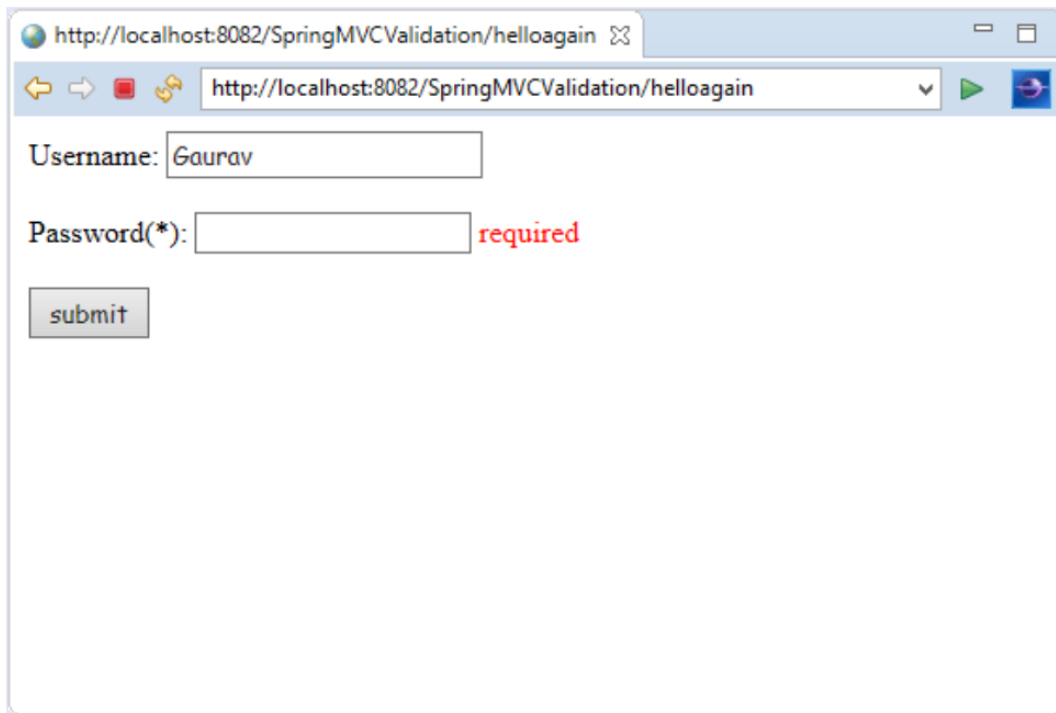 http://localhost:8082/SpringMVCValidation/helloagain
http://localhost:8082/SpringMVCValidation/helloagain
Username: Gaurav
Password(*): required
submit